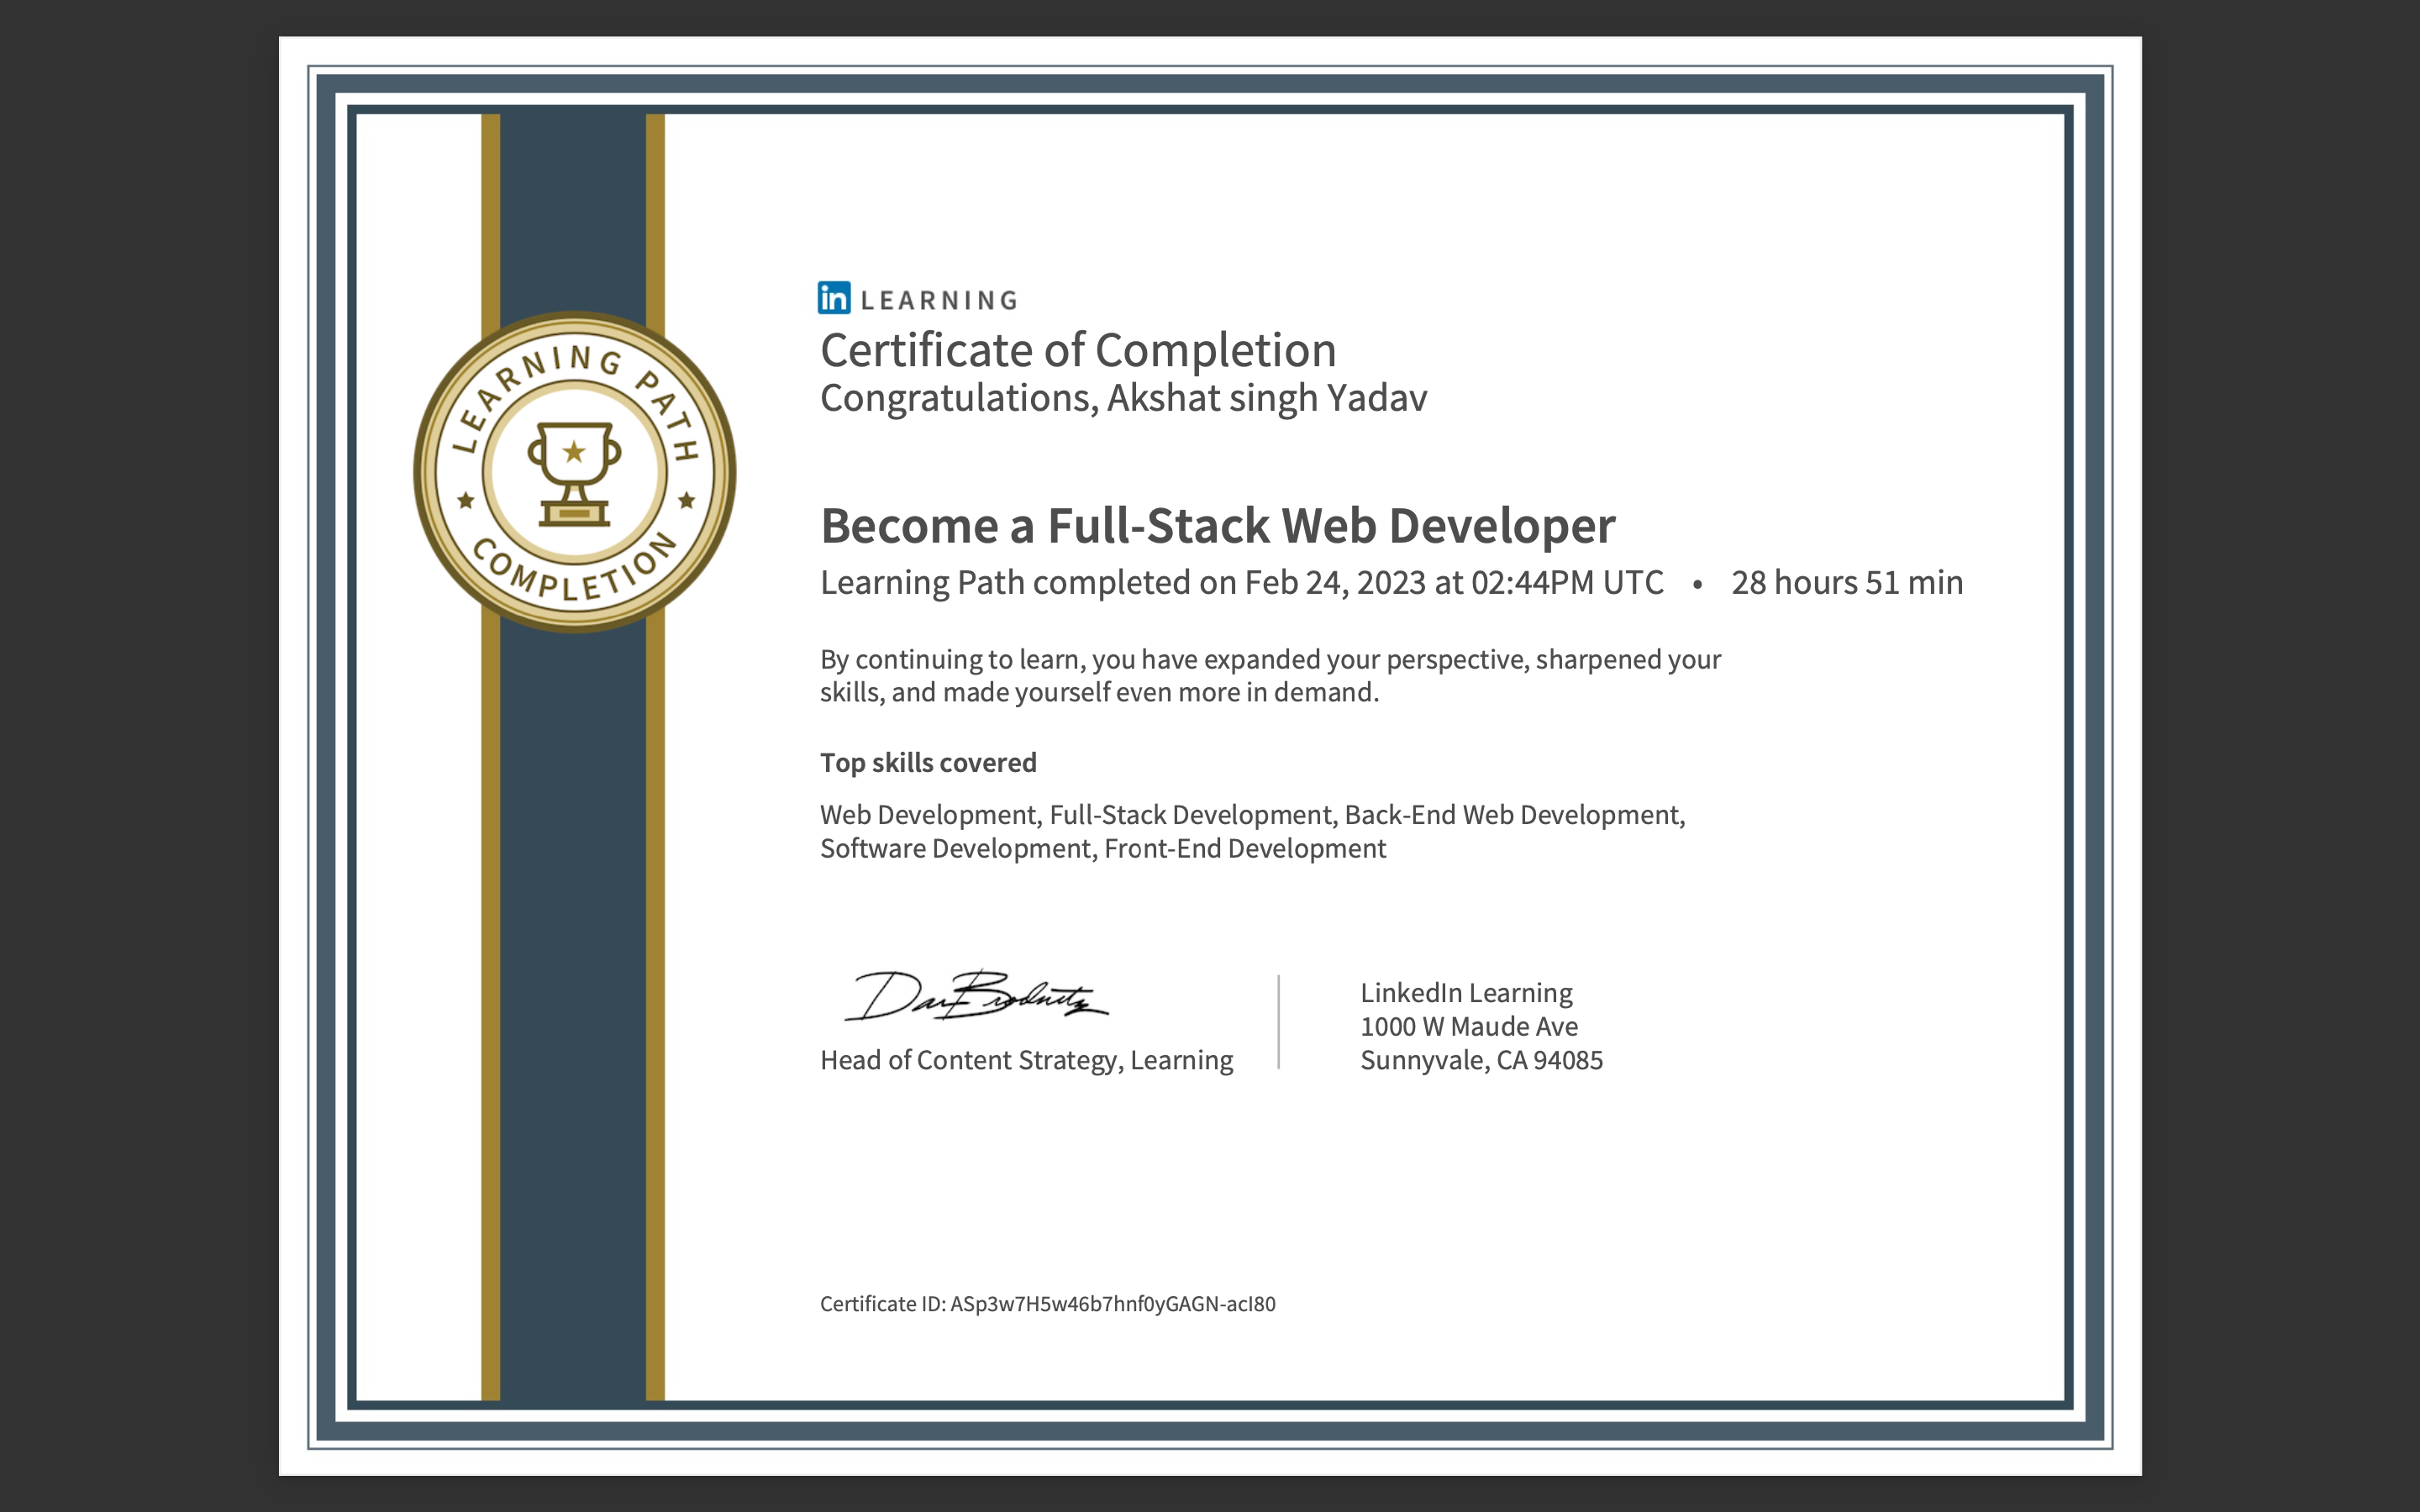 LEARNING PATH
COMPLETION
in LEARNING
Certificate of Completion
Congratulations, Akshat singh Yadav
Become a Full-Stack Web Developer
Learning Path completed on Feb 24, 2023 at 02:44PM UTC • 28 hours 51 min
By continuing to learn, you have expanded your perspective, sharpened your
skills, and made yourself even more in demand.
Top skills covered
Web Development, Full-Stack Development, Back-End Web Development,
Software Development, Front-End Development
Head of Content Strategy, Learning
LinkedIn Learning
1000 W Maude Ave
Sunnyvale, CA 94085
Certificate ID: ASp3w7H5w46b7hnf0yGAGN-acI80